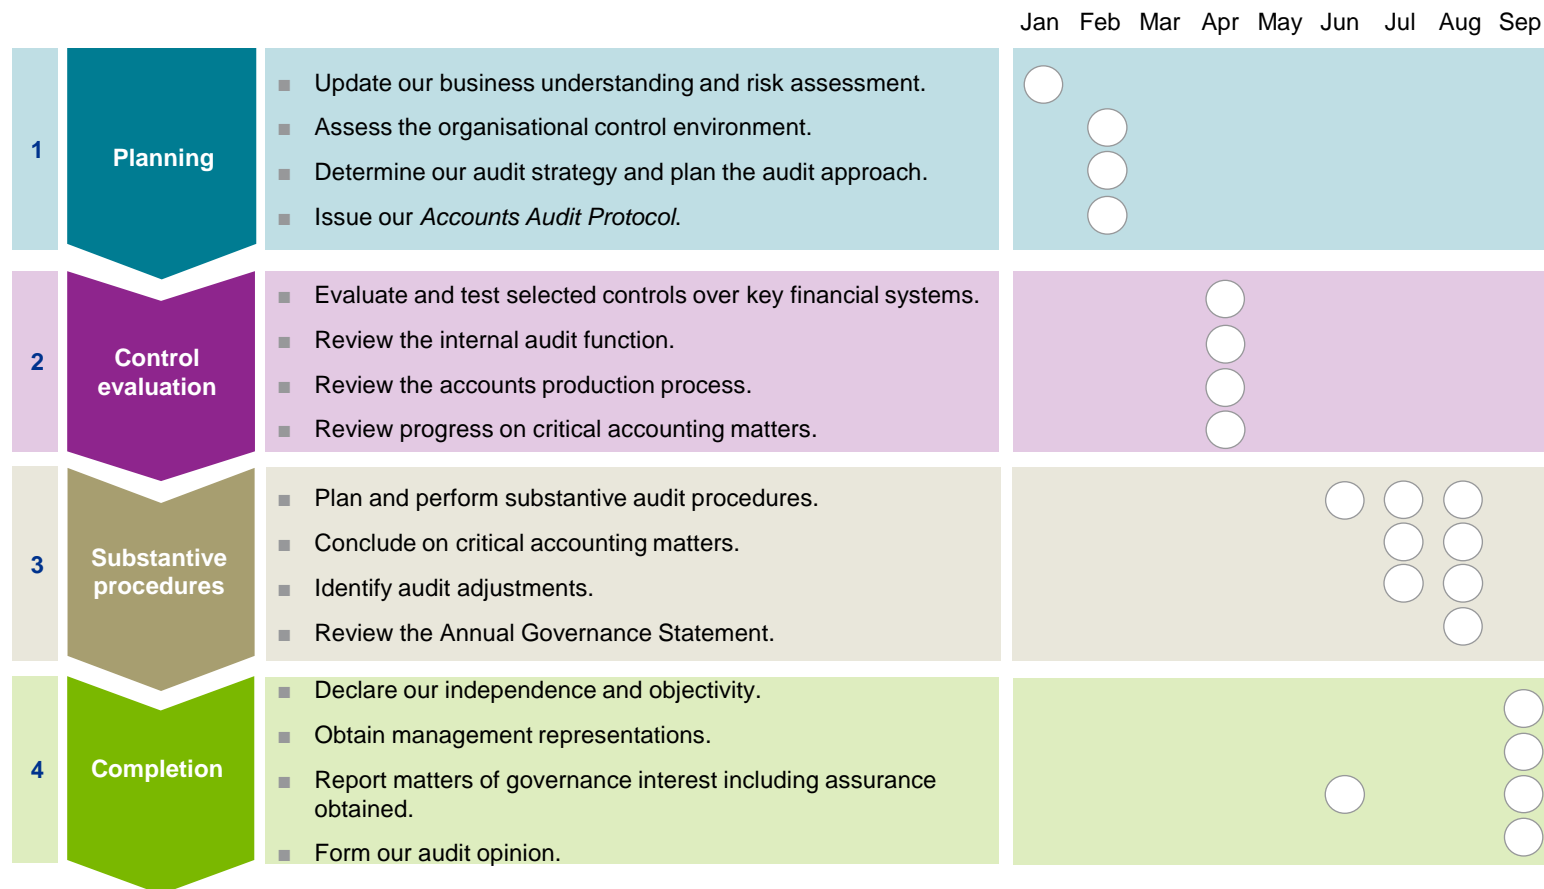 Jan Feb Mar Apr May Jun Jul Aug Sep
1
Planning
■ Update our business understanding and risk assessment.
■ Assess the organisational control environment.
■ Determine our audit strategy and plan the audit approach.
■ Issue our Accounts Audit Protocol.
2
Control
evaluation
■ Evaluate and test selected controls over key financial systems.
■ Review the internal audit function.
■ Review the accounts production process.
■ Review progress on critical accounting matters.
3
Substantive
procedures
■ Plan and perform substantive audit procedures.
■ Conclude on critical accounting matters.
■ Identify audit adjustments.
■ Review the Annual Governance Statement.
4
Completion
■ Declare our independence and objectivity.
■ Obtain management representations.
■ Report matters of governance interest including assurance
obtained.
■ Form our audit opinion.